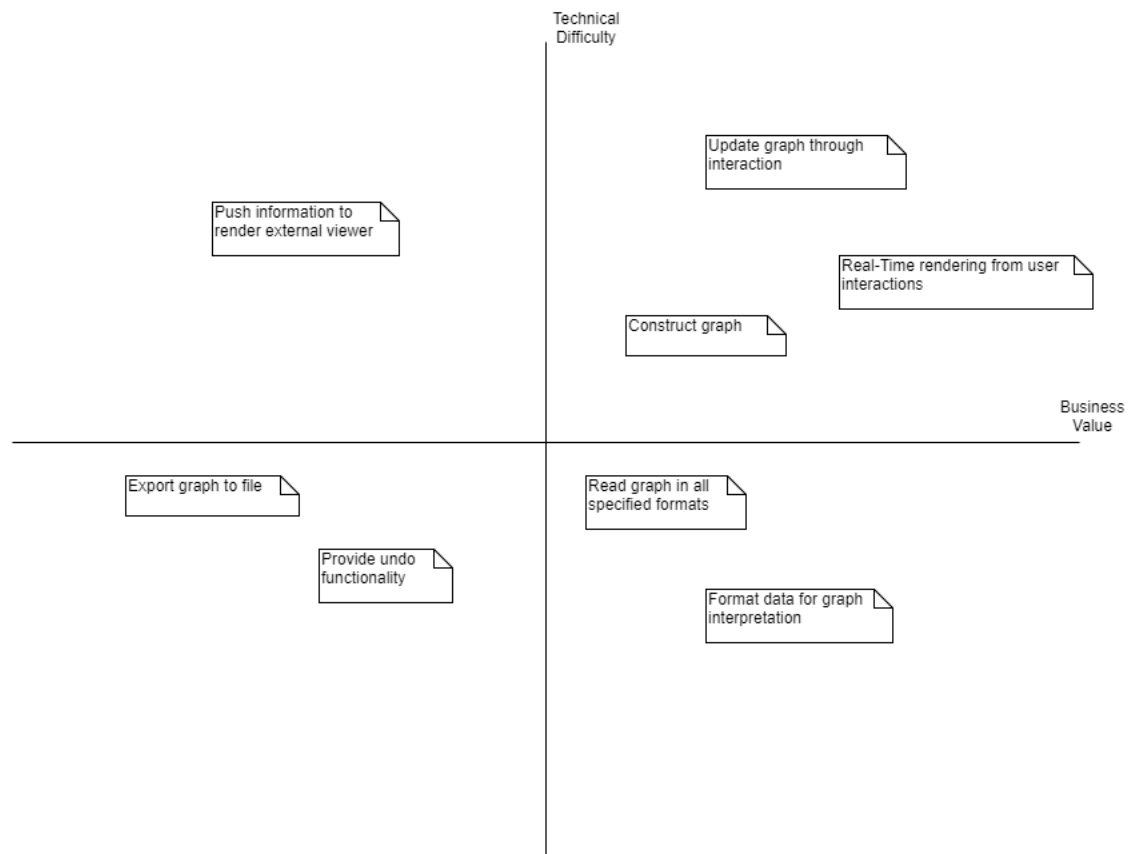 Technical
Difficulty
Update graph through
interaction
Push information to
render external viewer
Real-Time rendering from user
interactions
Construct graph
Business
Value
Export graph to file
Read graph in all
specified formats
Provide undo
functionality
Format data for graph
interpretation